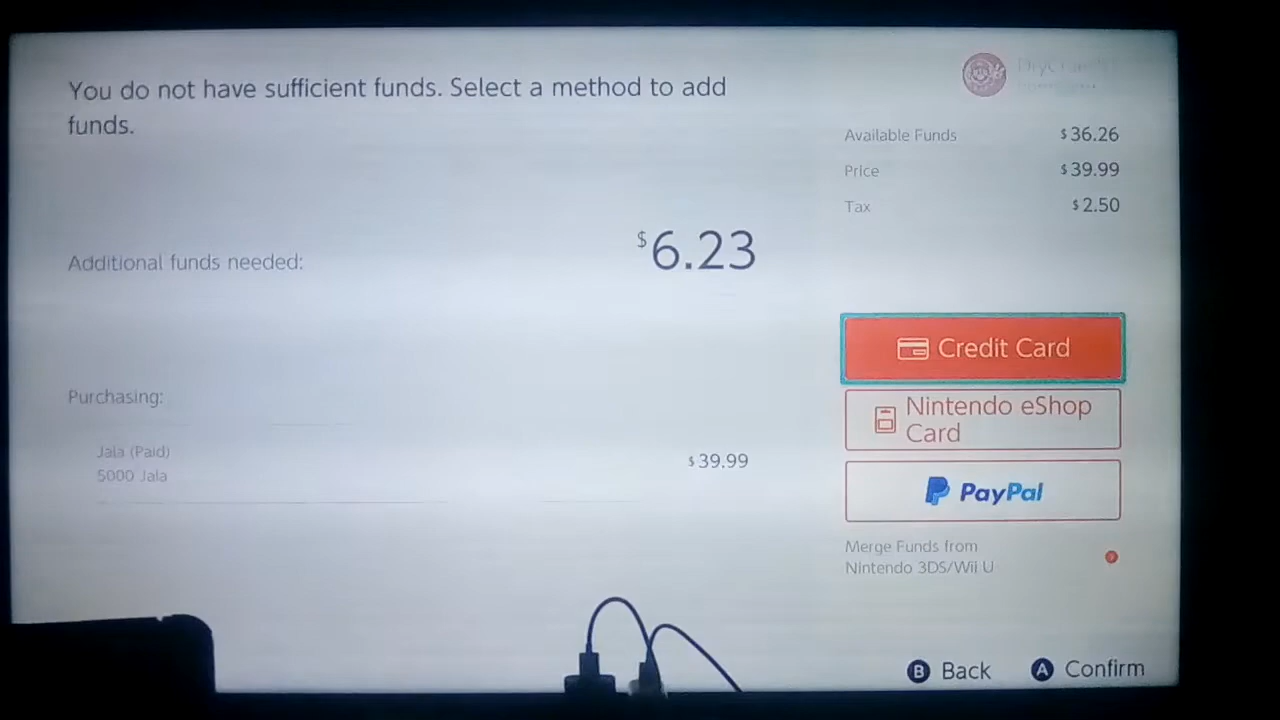 You do not have sufficient funds. Select a method to add
funds.
Available Funds $36.26
Price $39.99
Tax $2.50
Additional funds needed: $6.23
Credit Card
Nintendo eShop
Card
PayPal
Purchasing:
Jala (Paid)
5000 Jala
$39.99
Merge Funds from
Nintendo 3DS/Wii U
B Back
A Confirm